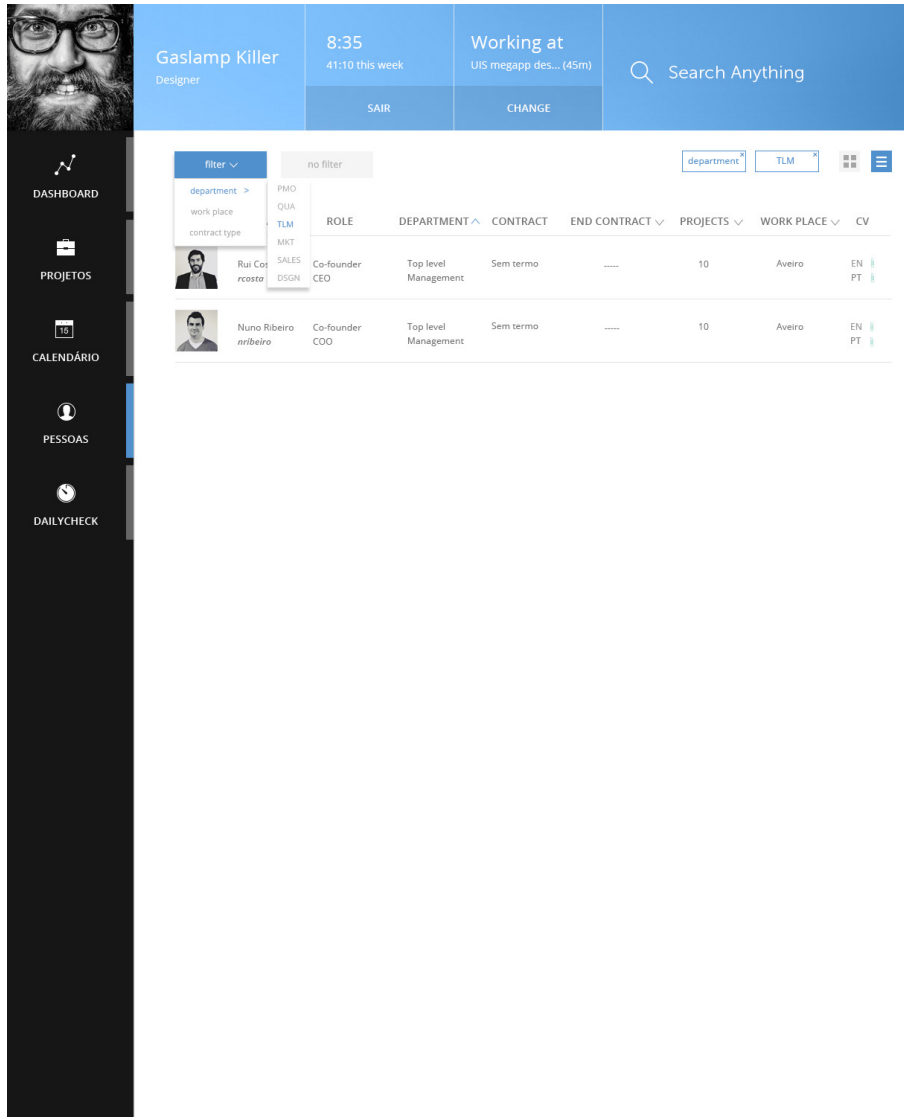 Gaslamp Killer
Designer
8:35
41:10 this week
SAIR
Working at
UIS megapp des... (45m)
CHANGE
Search Anything
DASHBOARD
PROJETOS
15
CALENDÁRIO
PESSOAS
DAILYCHECK
filter
no filter
department x
TLM x
department >
work place
contract type
PMO
QUA
TLM
MKT
SALES
DSGN
ROLE DEPARTMENT CONTRACT END CONTRACT PROJECTS WORK PLACE CV
Rui Co-founder Top level Sem termo ----- 10 Aveiro EN
rcosta CEO Management PT
Nuno Ribeiro Co-founder Top level Sem termo ----- 10 Aveiro EN
nribeiro COO Management PT